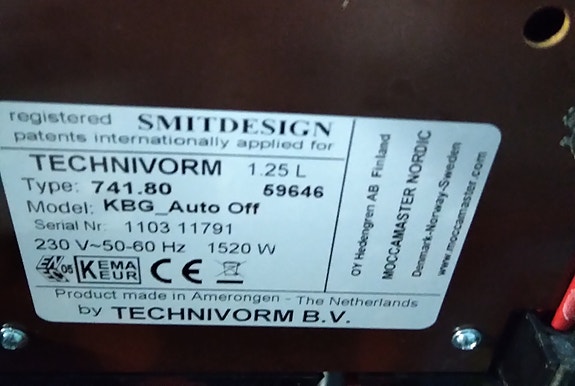 registered SMITDESIGN
patents internationally applied for
TECHNIVORM 1.25 L
Type: 741.80 59646
Model: KBG_Auto Off
Serial Nr: 1103 11791
230 V~50-60 Hz 1520 W
05 KEMA EUR CE
Product made in Amerongen - The Netherlands
by TECHNIVORM B.V.
OY Hedengren AB Finland
MOCCAMASTER NORDIC
Denmark-Norway-Sweden
www.moccamaster.com